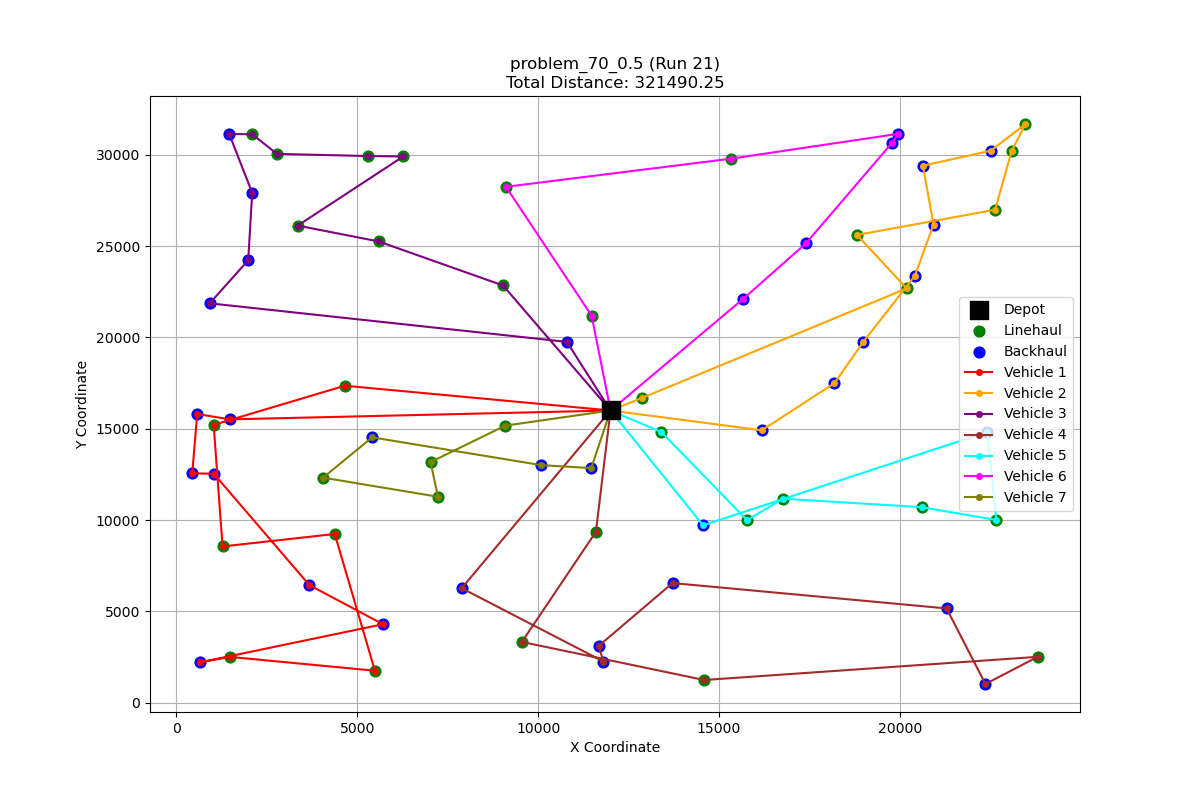 problem_70_0.5 (Run 21)
Total Distance: 321490.25
30000
25000
20000
15000
10000
5000
0
Y Coordinate
Depot
Linehaul
Backhaul
Vehicle 1
Vehicle 2
Vehicle 3
Vehicle 4
Vehicle 5
Vehicle 6
Vehicle 7
0 5000 10000 15000 20000
X Coordinate